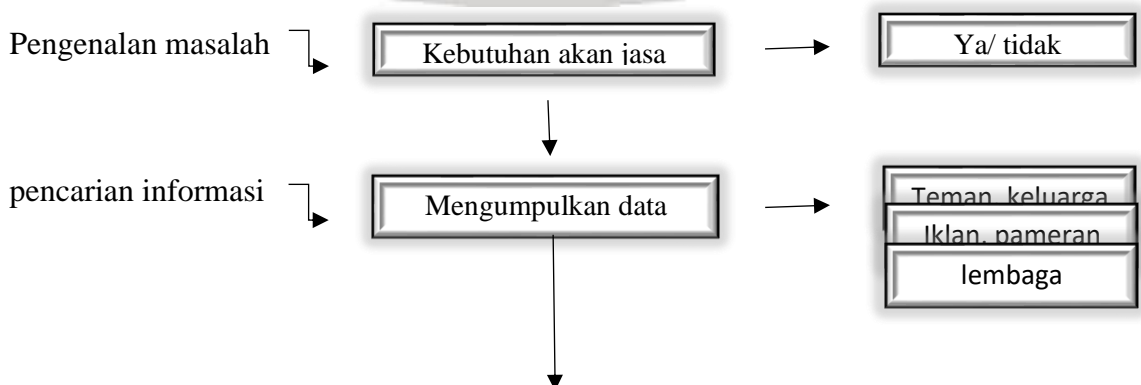 Pengenalan masalah
Kebutuhan akan jasa
Ya/ tidak
pencarian informasi
Mengumpulkan data
Teman, keluarga
Iklan, pameran
lembaga